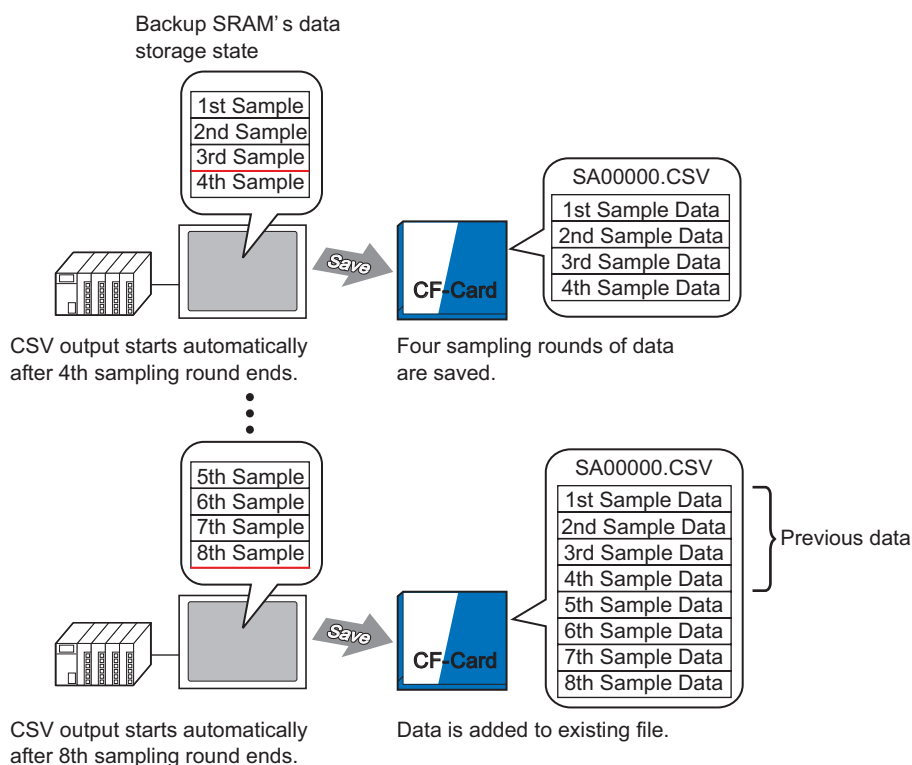 Backup SRAM's data
storage state
1st Sample
2nd Sample
3rd Sample
4th Sample
Save
CF-Card
SA00000.CSV
1st Sample Data
2nd Sample Data
3rd Sample Data
4th Sample Data
CSV output starts automatically
after 4th sampling round ends.
Four sampling rounds of data
are saved.
5th Sample
6th Sample
7th Sample
8th Sample
Save
CF-Card
SA00000.CSV
1st Sample Data
2nd Sample Data
3rd Sample Data
4th Sample Data
5th Sample Data
6th Sample Data
7th Sample Data
8th Sample Data
Previous data
CSV output starts automatically
after 8th sampling round ends.
Data is added to existing file.